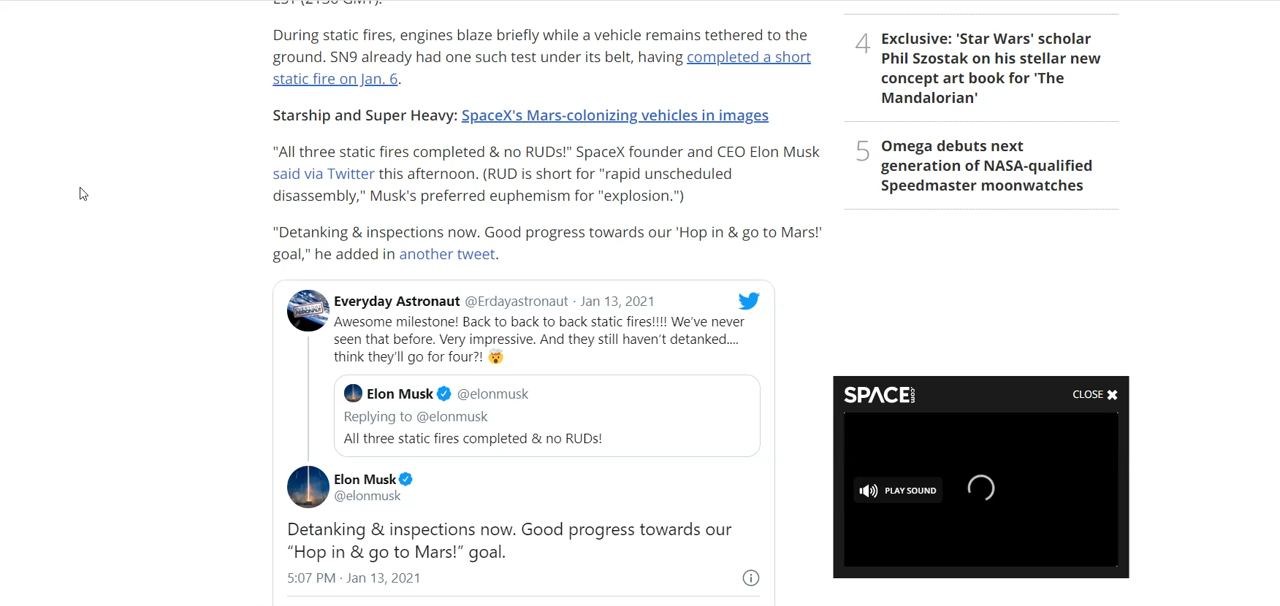 During static fires, engines blaze briefly while a vehicle remains tethered to the
ground. SN9 already had one such test under its belt, having completed a short
static fire on Jan. 6.
Starship and Super Heavy: SpaceX's Mars-colonizing vehicles in images
"All three static fires completed & no RUDs!" SpaceX founder and CEO Elon Musk
said via Twitter this afternoon. (RUD is short for "rapid unscheduled
disassembly," Musk's preferred euphemism for "explosion.")
"Detanking & inspections now. Good progress towards our 'Hop in & go to Mars!'
goal," he added in another tweet.
Everyday Astronaut @Erdayastronaut · Jan 13, 2021
Awesome milestone! Back to back to back static fires!!!! We've never
seen that before. Very impressive. And they still haven't detanked....
think they'll go for four?! 🤯
Elon Musk @elonmusk
Replying to @elonmusk
All three static fires completed & no RUDs!
Elon Musk
@elonmusk
Detanking & inspections now. Good progress towards our
“Hop in & go to Mars!” goal.
5:07 PM · Jan 13, 2021
4
Exclusive: 'Star Wars' scholar
Phil Szostak on his stellar new
concept art book for 'The
Mandalorian'
5
Omega debuts next
generation of NASA-qualified
Speedmaster moonwatches
SPACE.com
CLOSE ✖
PLAY SOUND